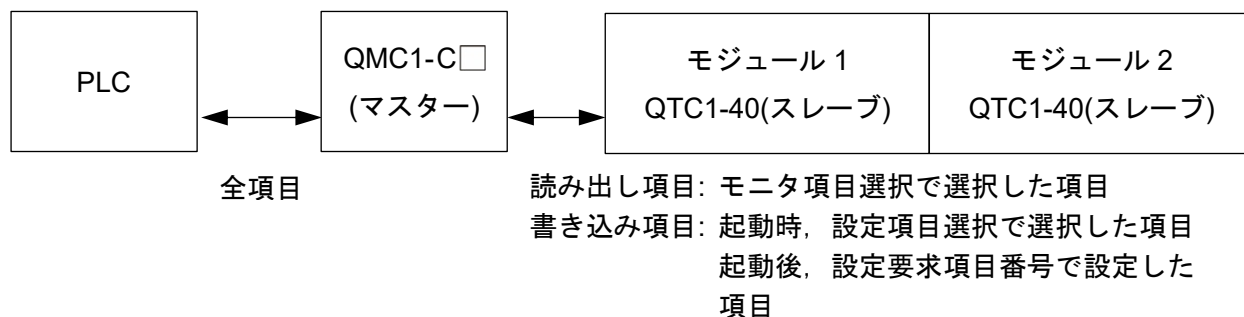 PLC
QMC1-C□
(マスター)
モジュール 1
QTC1-40(スレーブ)
モジュール 2
QTC1-40(スレーブ)
全項目
読み出し項目: モニタ項目選択で選択した項目
書き込み項目: 起動時, 設定項目選択で選択した項目
起動後, 設定要求項目番号で設定した
項目